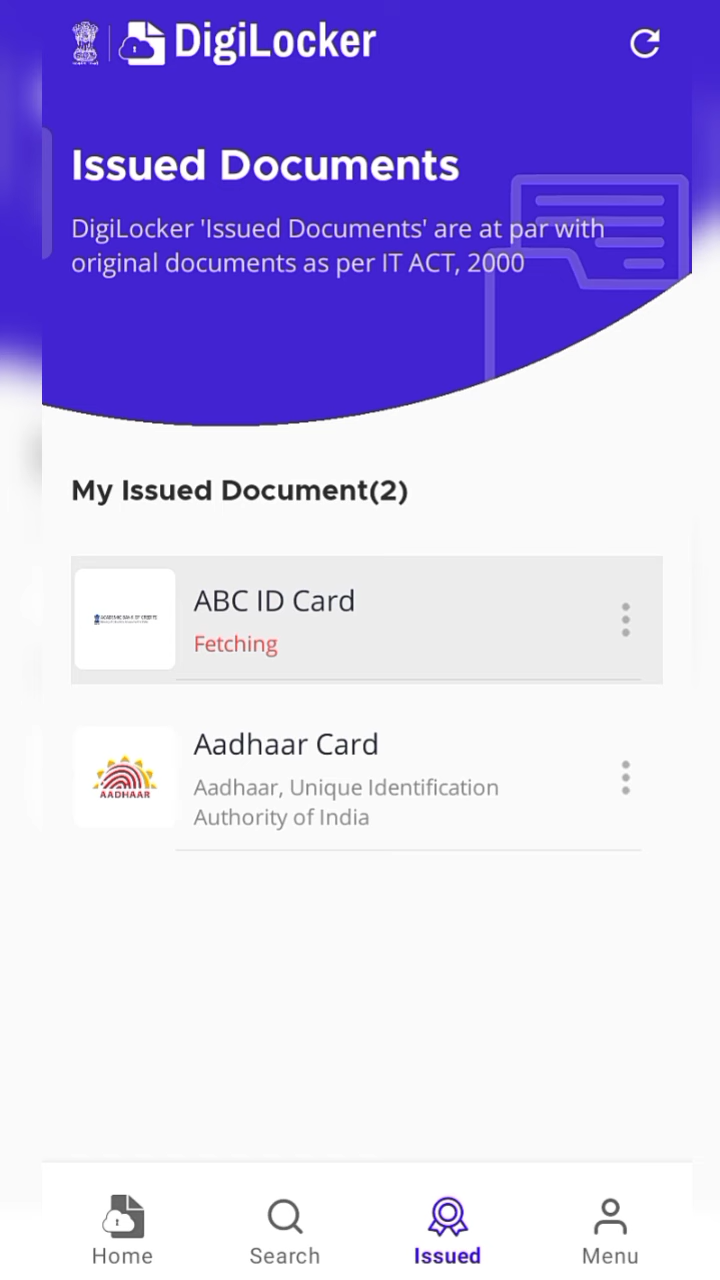 DigiLocker
Issued Documents
DigiLocker 'Issued Documents' are at par with
original documents as per IT ACT, 2000
My Issued Document(2)
ABC ID Card
Fetching
Aadhaar Card
AADHAAR
Aadhaar, Unique Identification
Authority of India
Home
Search
Issued
Menu